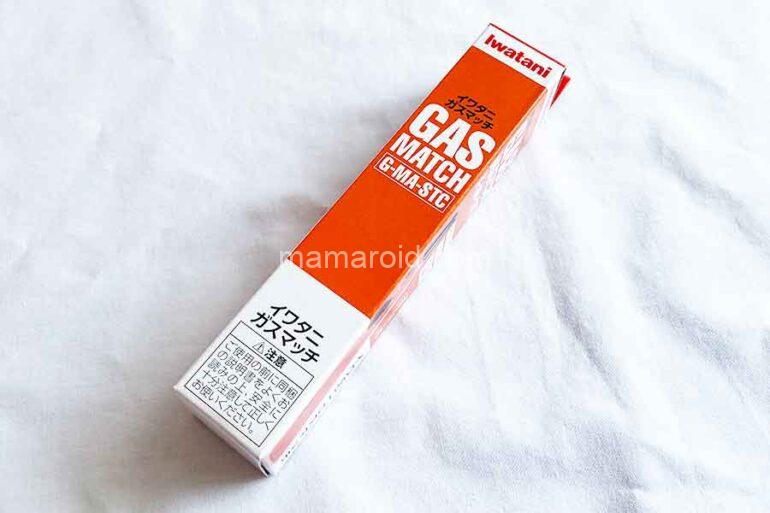 Iwatani
イワタニ
ガスマッチ
GAS
MATCH
G-MA-STC
mamaroid.com
イワタニ
ガスマッチ
⚠注意
ご使用の前に同梱
の説明書をよくお
読みの上、安全に
十分注意して正しく
お使いください。